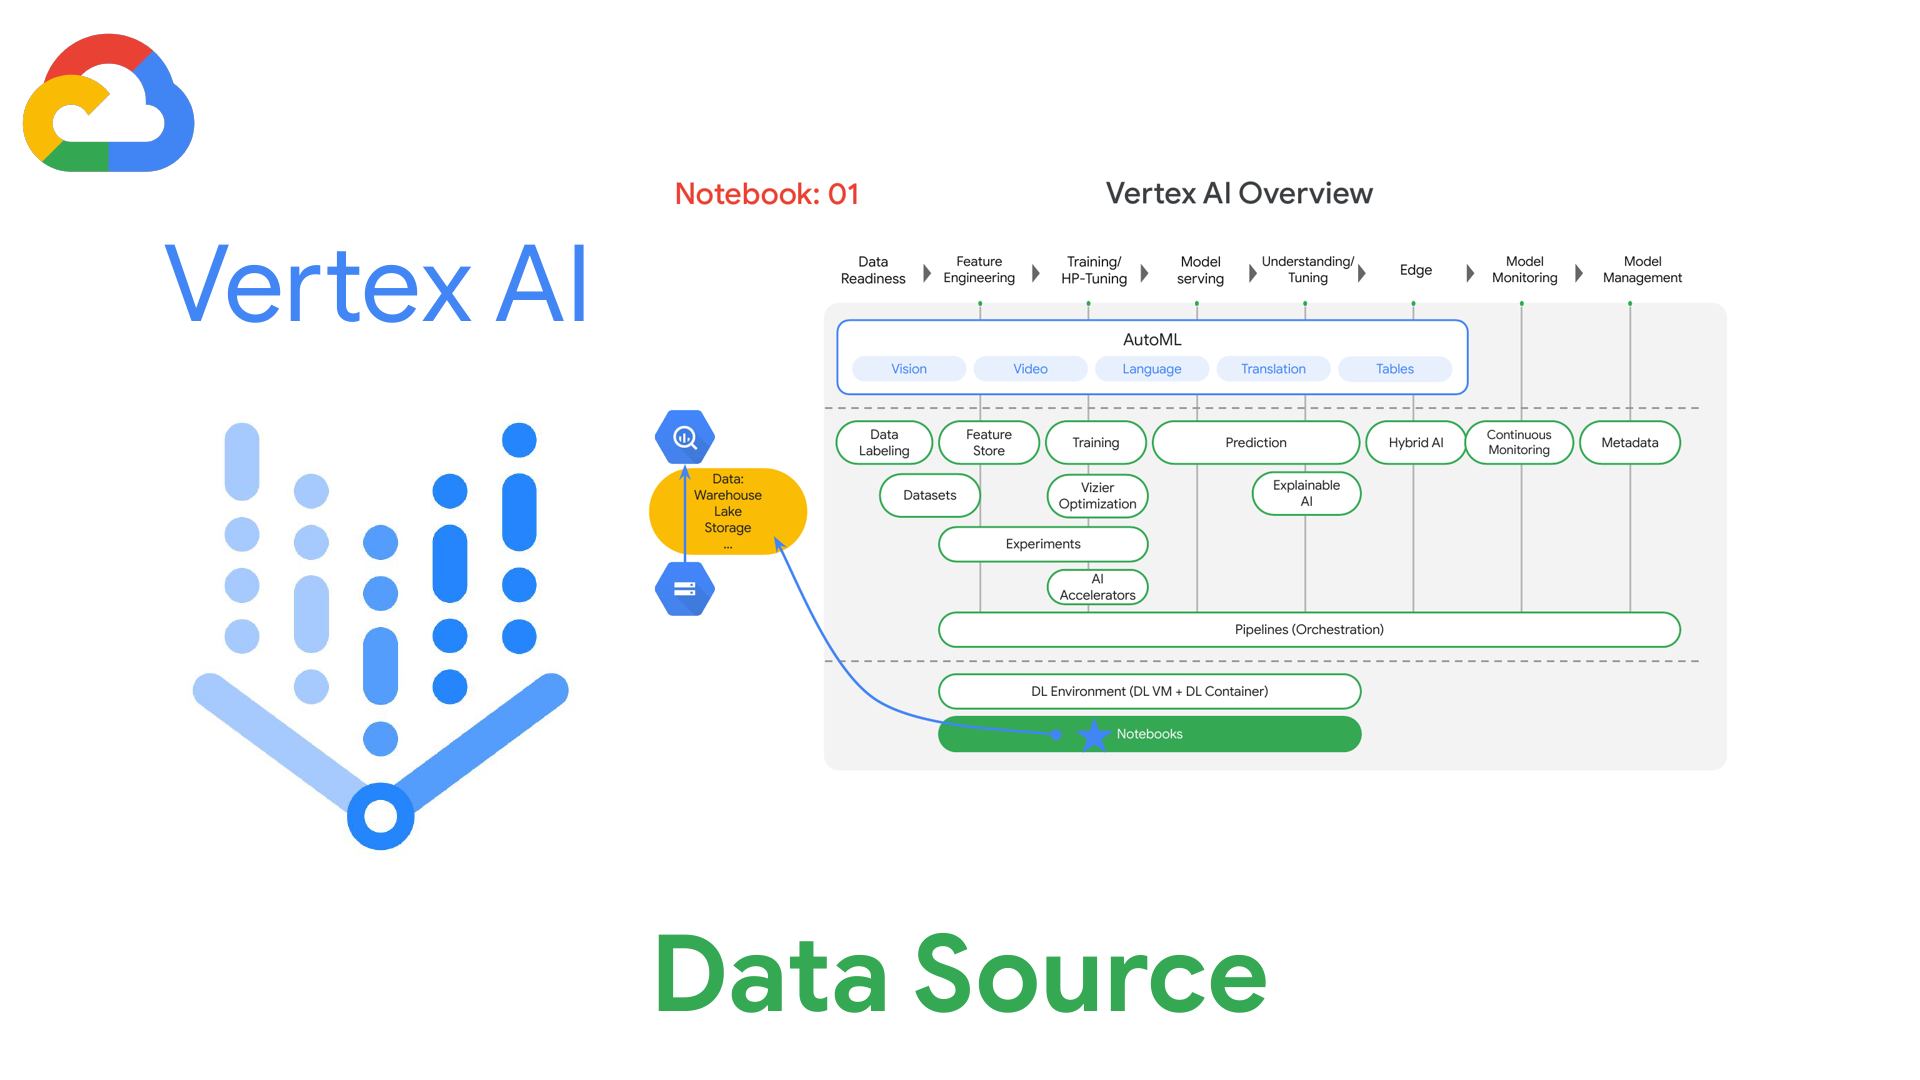 Notebook: 01
Vertex AI Overview
Vertex AI
Data
Readiness
Feature
Engineering
Training/
HP-Tuning
Model
serving
Understanding/
Tuning
Edge
Model
Monitoring
Model
Management
AutoML
Vision
Video
Language
Translation
Tables
Data
Labeling
Feature
Store
Training
Prediction
Hybrid AI
Continuous
Monitoring
Metadata
Data:
Warehouse
Lake
Storage
...
Datasets
Vizier
Optimization
Explainable
AI
Experiments
AI
Accelerators
Pipelines (Orchestration)
DL Environment (DL VM + DL Container)
Notebooks
Data Source